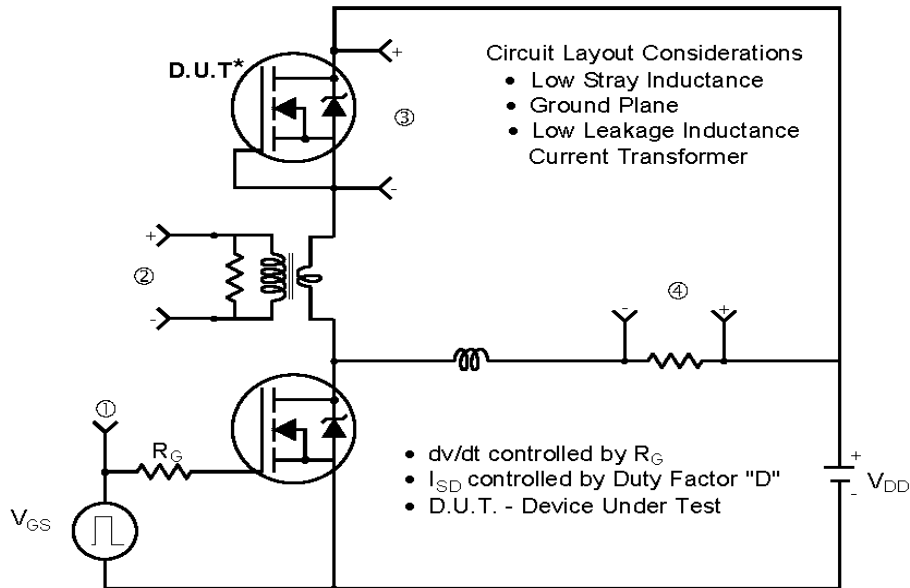 D.U.T*
Circuit Layout Considerations
• Low Stray Inductance
• Ground Plane
• Low Leakage Inductance
Current Transformer
+
③
-
+
②
-
④
-
+
①
R_G
• dv/dt controlled by R_G
• I_SD controlled by Duty Factor "D"
• D.U.T. - Device Under Test
+
V_DD
-
V_GS